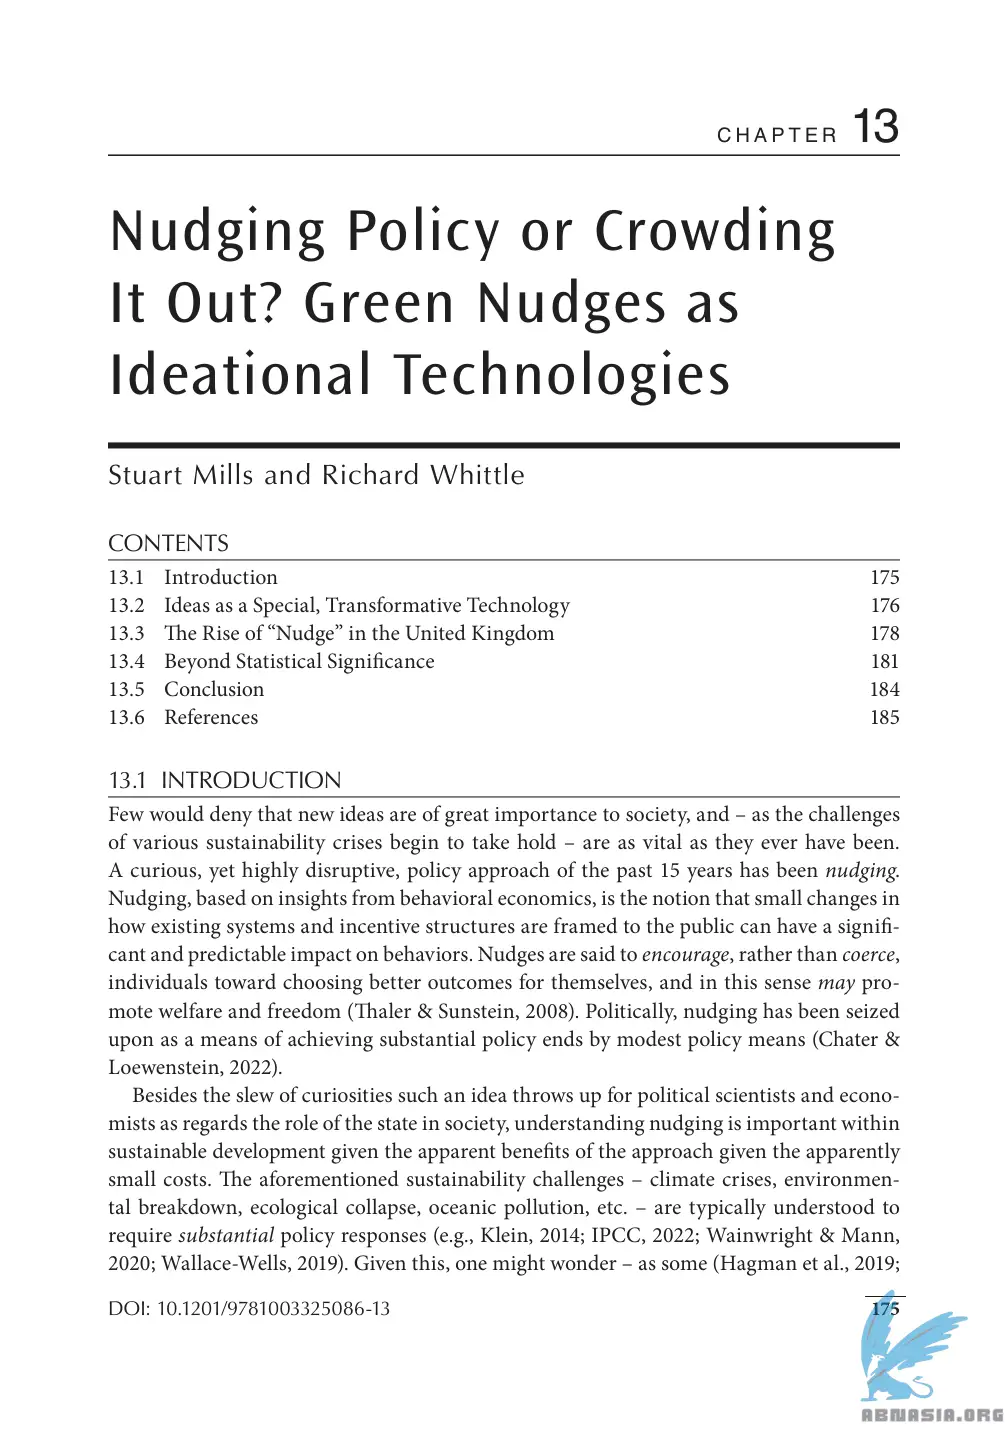 CHAPTER 13
Nudging Policy or Crowding
It Out? Green Nudges as
Ideational Technologies
Stuart Mills and Richard Whittle
CONTENTS
13.1 Introduction 175
13.2 Ideas as a Special, Transformative Technology 176
13.3 The Rise of “Nudge” in the United Kingdom 178
13.4 Beyond Statistical Significance 181
13.5 Conclusion 184
13.6 References 185
13.1 INTRODUCTION
Few would deny that new ideas are of great importance to society, and – as the challenges
of various sustainability crises begin to take hold – are as vital as they ever have been.
A curious, yet highly disruptive, policy approach of the past 15 years has been nudging.
Nudging, based on insights from behavioral economics, is the notion that small changes in
how existing systems and incentive structures are framed to the public can have a signifi-
cant and predictable impact on behaviors. Nudges are said to encourage, rather than coerce,
individuals toward choosing better outcomes for themselves, and in this sense may pro-
mote welfare and freedom (Thaler & Sunstein, 2008). Politically, nudging has been seized
upon as a means of achieving substantial policy ends by modest policy means (Chater &
Loewenstein, 2022).
Besides the slew of curiosities such an idea throws up for political scientists and econo-
mists as regards the role of the state in society, understanding nudging is important within
sustainable development given the apparent benefits of the approach given the apparently
small costs. The aforementioned sustainability challenges – climate crises, environmen-
tal breakdown, ecological collapse, oceanic pollution, etc. – are typically understood to
require substantial policy responses (e.g., Klein, 2014; IPCC, 2022; Wainwright & Mann,
2020; Wallace-Wells, 2019). Given this, one might wonder – as some (Hagman et al., 2019;
DOI: 10.1201/9781003325086-13 175
ABNASIA.ORG